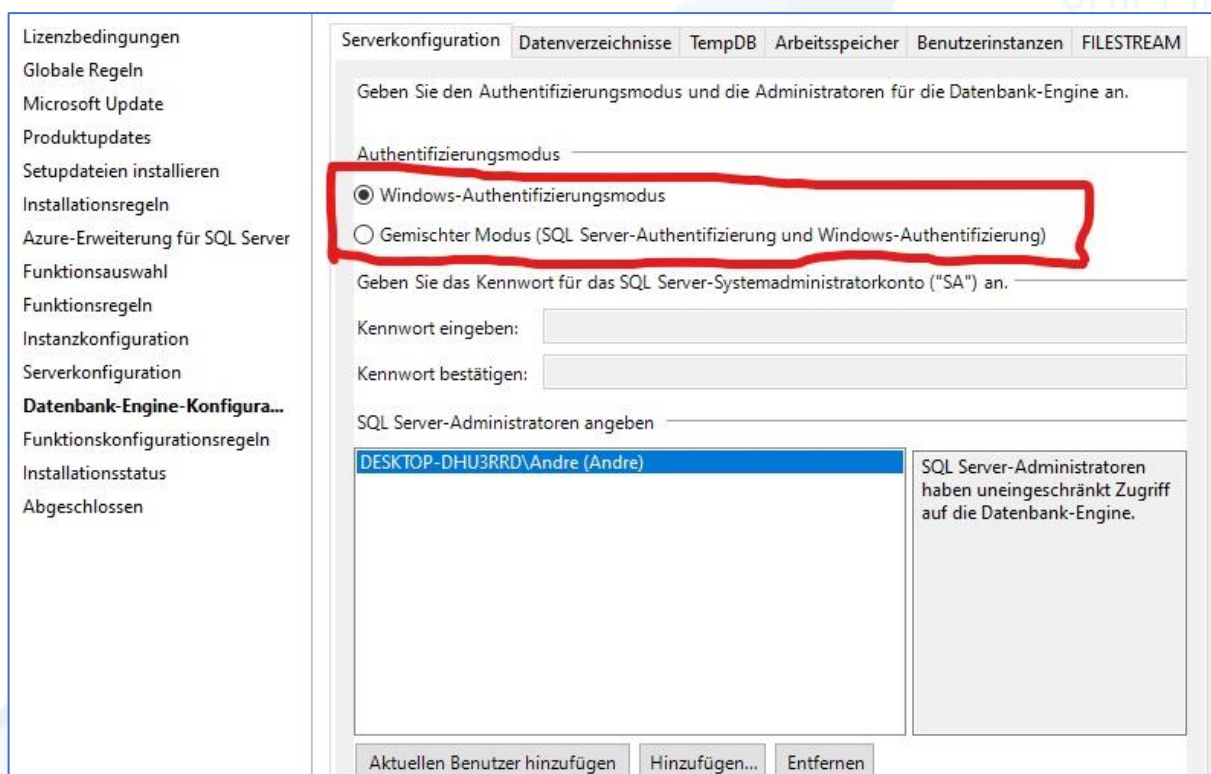 Lizenzbedingungen
Globale Regeln
Microsoft Update
Produktupdates
Setupdateien installieren
Installationsregeln
Azure-Erweiterung für SQL Server
Funktionsauswahl
Funktionsregeln
Instanzkonfiguration
Serverkonfiguration
Datenbank-Engine-Konfigura...
Funktionskonfigurationsregeln
Installationsstatus
Abgeschlossen
Serverkonfiguration Datenverzeichnisse TempDB Arbeitsspeicher Benutzerinstanzen FILESTREAM
Geben Sie den Authentifizierungsmodus und die Administratoren für die Datenbank-Engine an.
Authentifizierungsmodus
Windows-Authentifizierungsmodus
Gemischter Modus (SQL Server-Authentifizierung und Windows-Authentifizierung)
Geben Sie das Kennwort für das SQL Server-Systemadministratorkonto ("SA") an.
Kennwort eingeben:
Kennwort bestätigen:
SQL Server-Administratoren angeben
DESKTOP-DHU3RRD\Andre (Andre)
SQL Server-Administratoren
haben uneingeschränkt Zugriff
auf die Datenbank-Engine.
Aktuellen Benutzer hinzufügen Hinzufügen... Entfernen